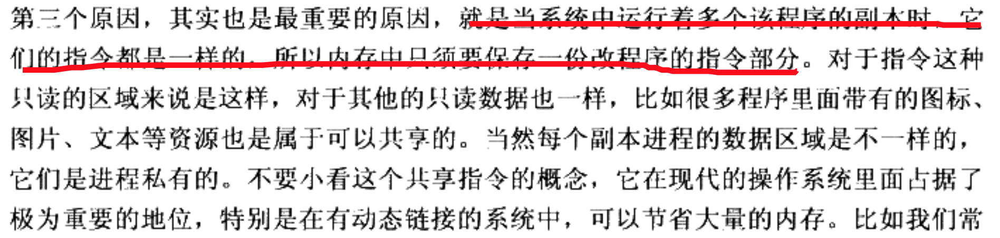 第三个原因，其实也是最重要的原因，就是当系统中运行着多个该程序的副本时，它
们的指令都是一样的，所以内存中只须要保存一份改程序的指令部分。对于指令这种
只读的区域来说是这样，对于其他的只读数据也一样，比如很多程序里面带有的图标、
图片、文本等资源也是属于可以共享的。当然每个副本进程的数据区域是不一样的，
它们是进程私有的。不要小看这个共享指令的概念，它在现代的操作系统里面占据了
极为重要的地位，特别是在有动态链接的系统中，可以节省大量的内存。比如我们常